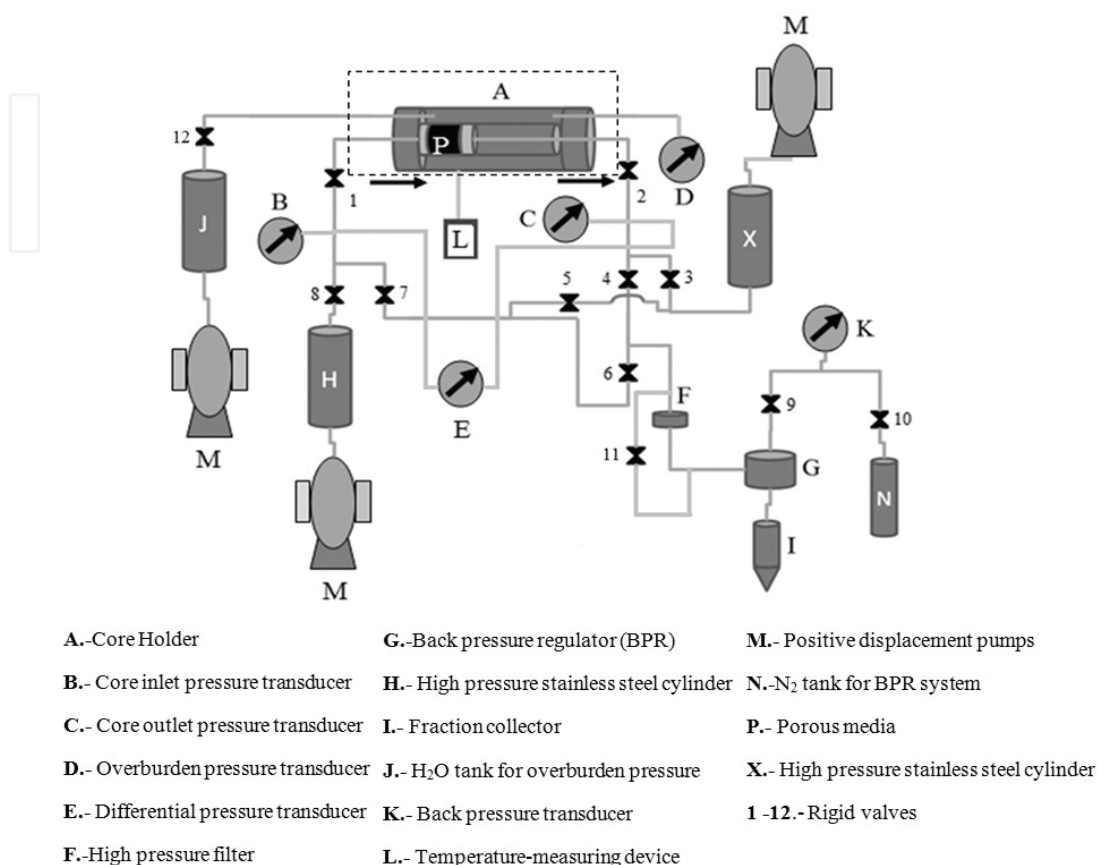 M
A
12
P
1
2
D
B
C
J
L
X
5
4
3
8
7
K
H
6
F
9
E
10
M
11
G
N
I
M
A.-Core Holder
B.- Core inlet pressure transducer
C.- Core outlet pressure transducer
D.- Overburden pressure transducer
E.- Differential pressure transducer
F.-High pressure filter
G.-Back pressure regulator (BPR)
H.- High pressure stainless steel cylinder
I.- Fraction collector
J.- H₂O tank for overburden pressure
K.- Back pressure transducer
L.- Temperature-measuring device
M.- Positive displacement pumps
N.-N₂ tank for BPR system
P.- Porous media
X.- High pressure stainless steel cylinder
1 -12.- Rigid valves